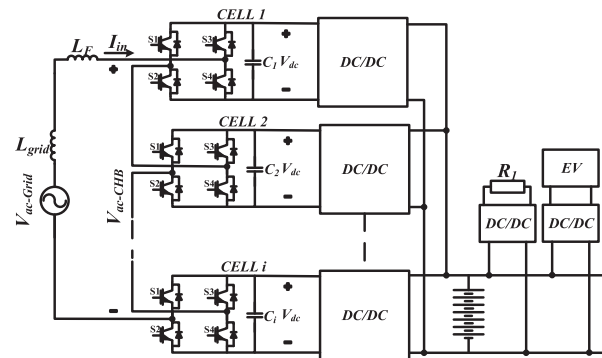 CELL 1
L_F
I_in
S1
S3
S2
S4
+
-
C_1 V_dc
+
-
DC/DC
CELL 2
S1
S3
S2
S4
C_2 V_dc
+
-
DC/DC
L_grid
V_ac-Grid
V_ac-CHB
R_1
DC/DC
EV
DC/DC
CELL i
S1
S3
S2
S4
C_i V_dc
+
-
DC/DC
-